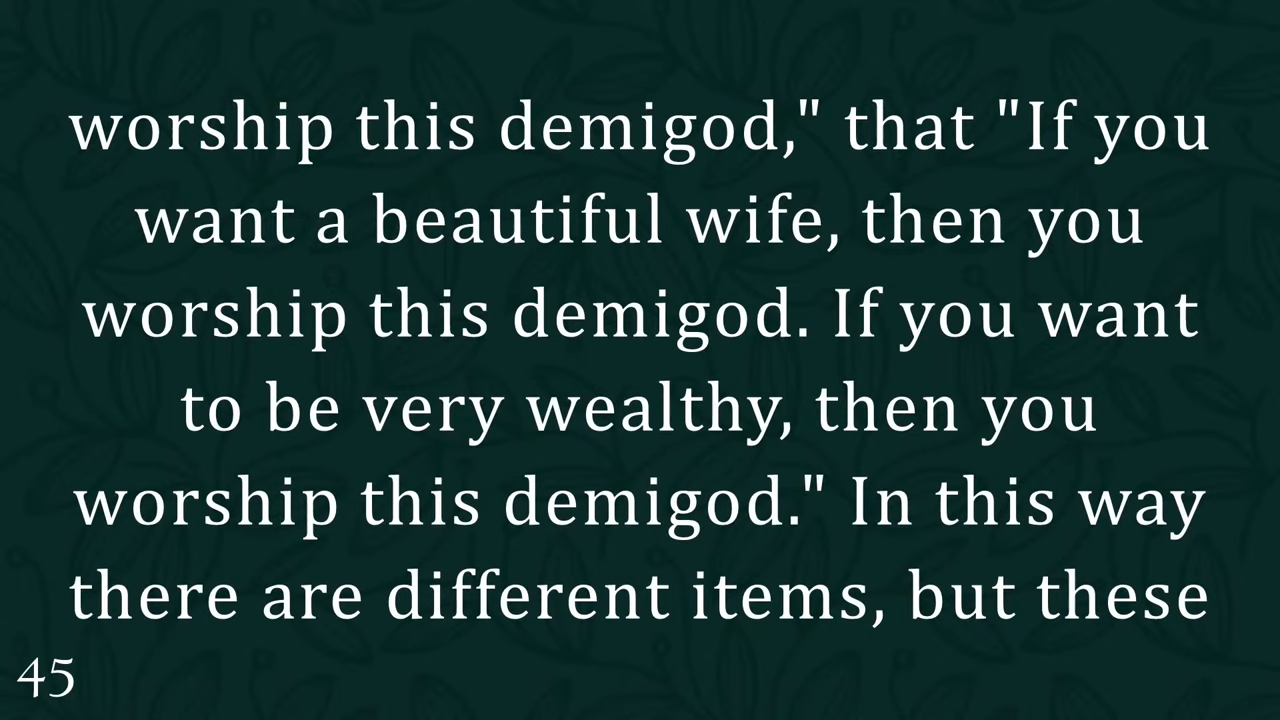 worship this demigod," that "If you
want a beautiful wife, then you
worship this demigod. If you want
to be very wealthy, then you
worship this demigod." In this way
there are different items, but these
45